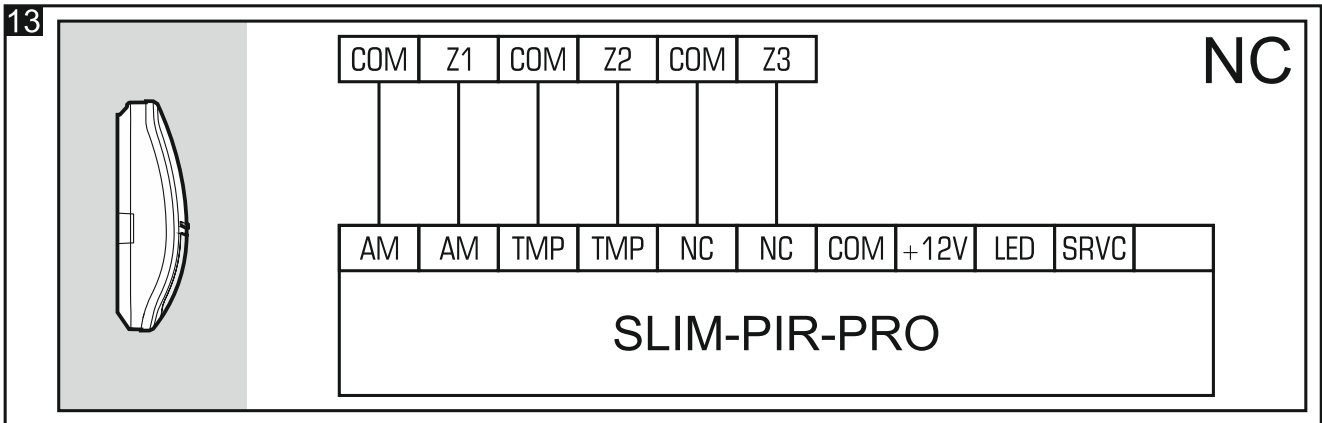 13
COM Z1 COM Z2 COM Z3
NC
AM AM TMP TMP NC NC COM +12V LED SRVC
SLIM-PIR-PRO